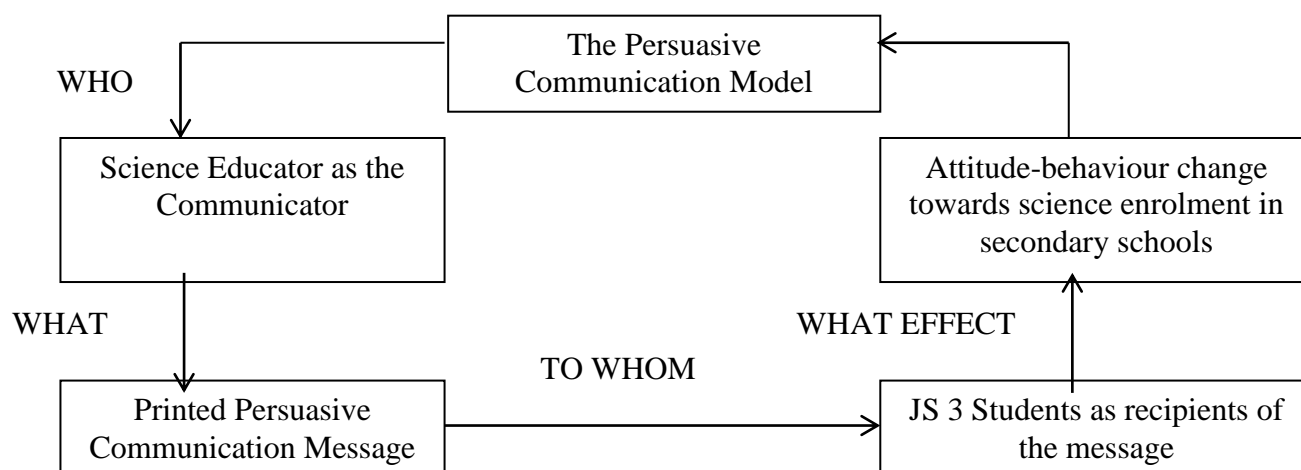 The Persuasive
Communication Model
WHO
Science Educator as the
Communicator
Attitude-behaviour change
towards science enrolment in
secondary schools
WHAT
WHAT EFFECT
TO WHOM
Printed Persuasive
Communication Message
JS 3 Students as recipients of
the message